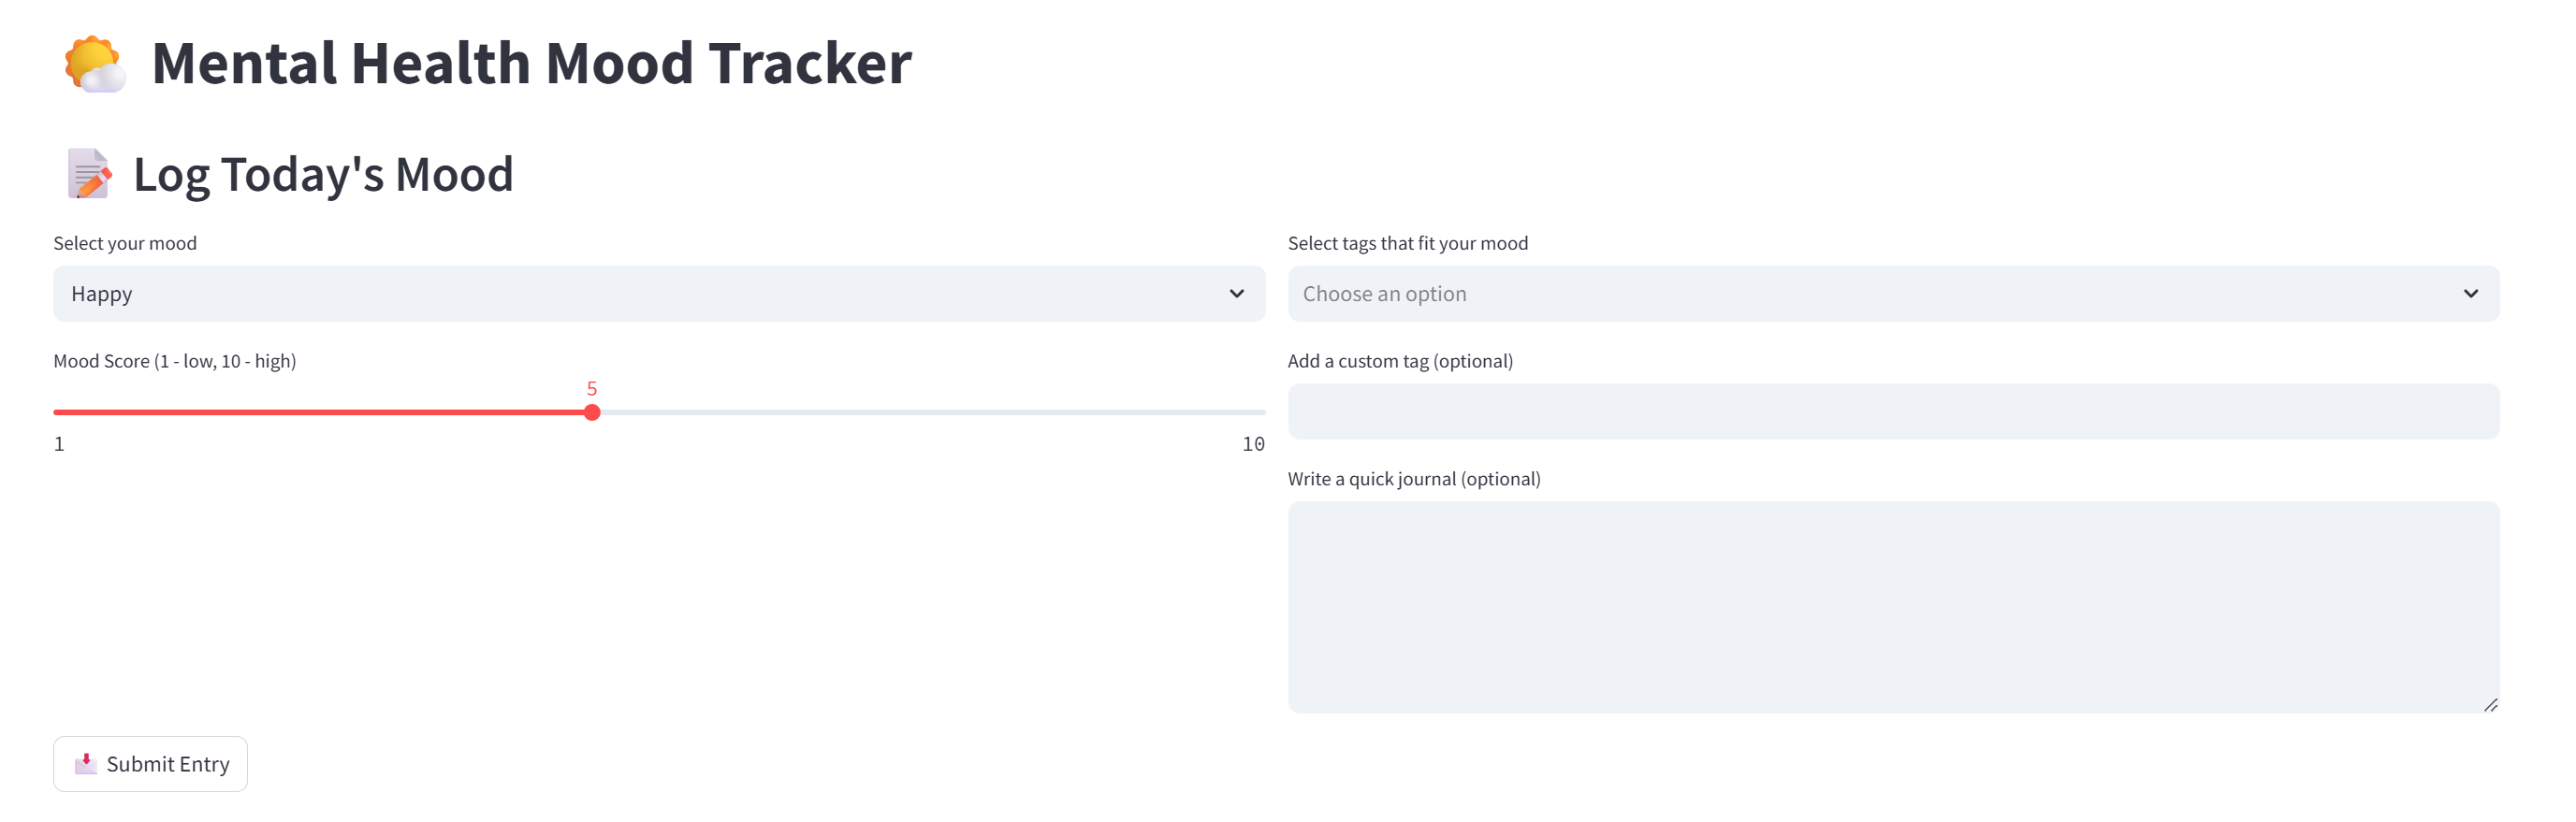 Mental Health Mood Tracker
Log Today's Mood
Select your mood
Happy
Mood Score (1 - low, 10 - high)
5
1
10
Select tags that fit your mood
Choose an option
Add a custom tag (optional)
Write a quick journal (optional)
Submit Entry